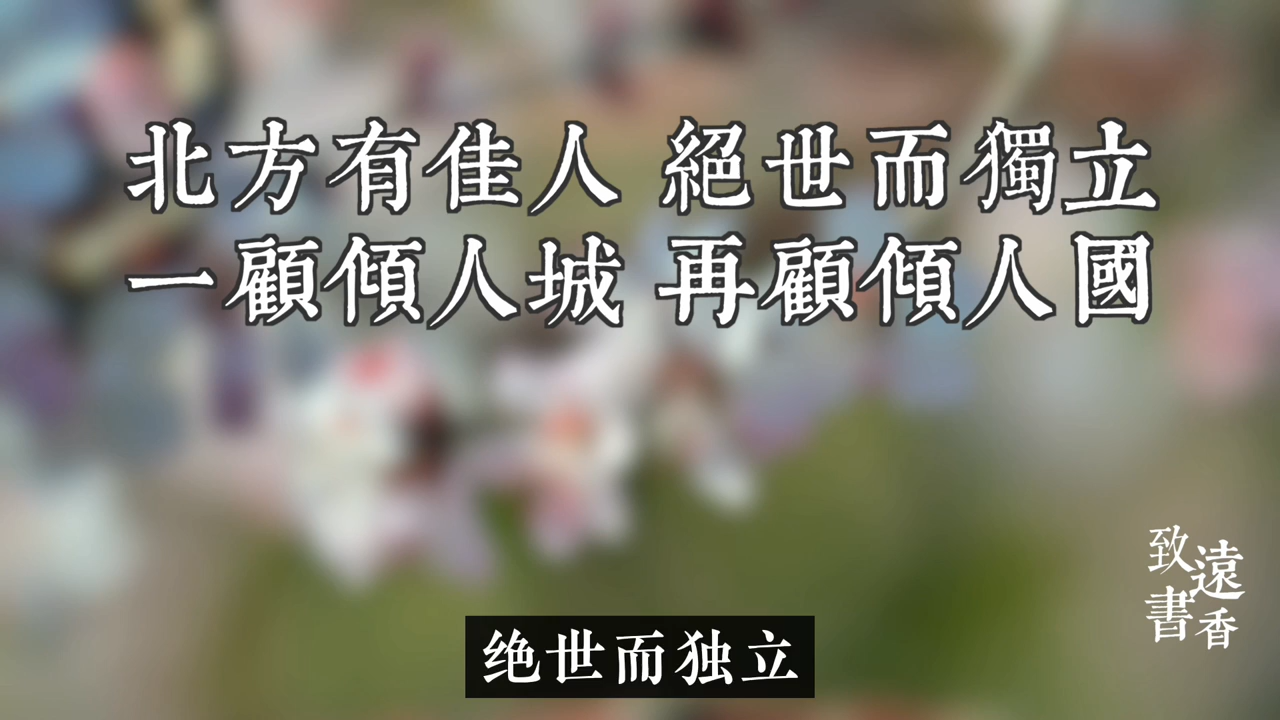 北方有佳人 絕世而獨立
一顧傾人城 再顧傾人國
致遠
書香
绝世而独立